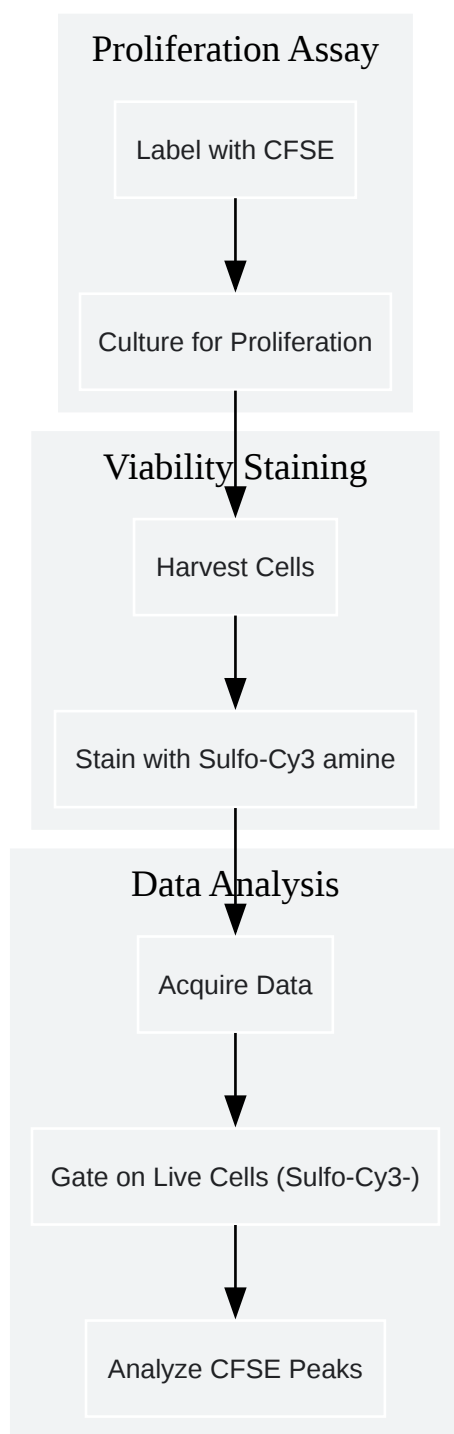 Proliferation Assay
Label with CFSE
Culture for Proliferation
Viability Staining
Harvest Cells
Stain with Sulfo-Cy3 amine
Data Analysis
Acquire Data
Gate on Live Cells (Sulfo-Cy3-)
Analyze CFSE Peaks